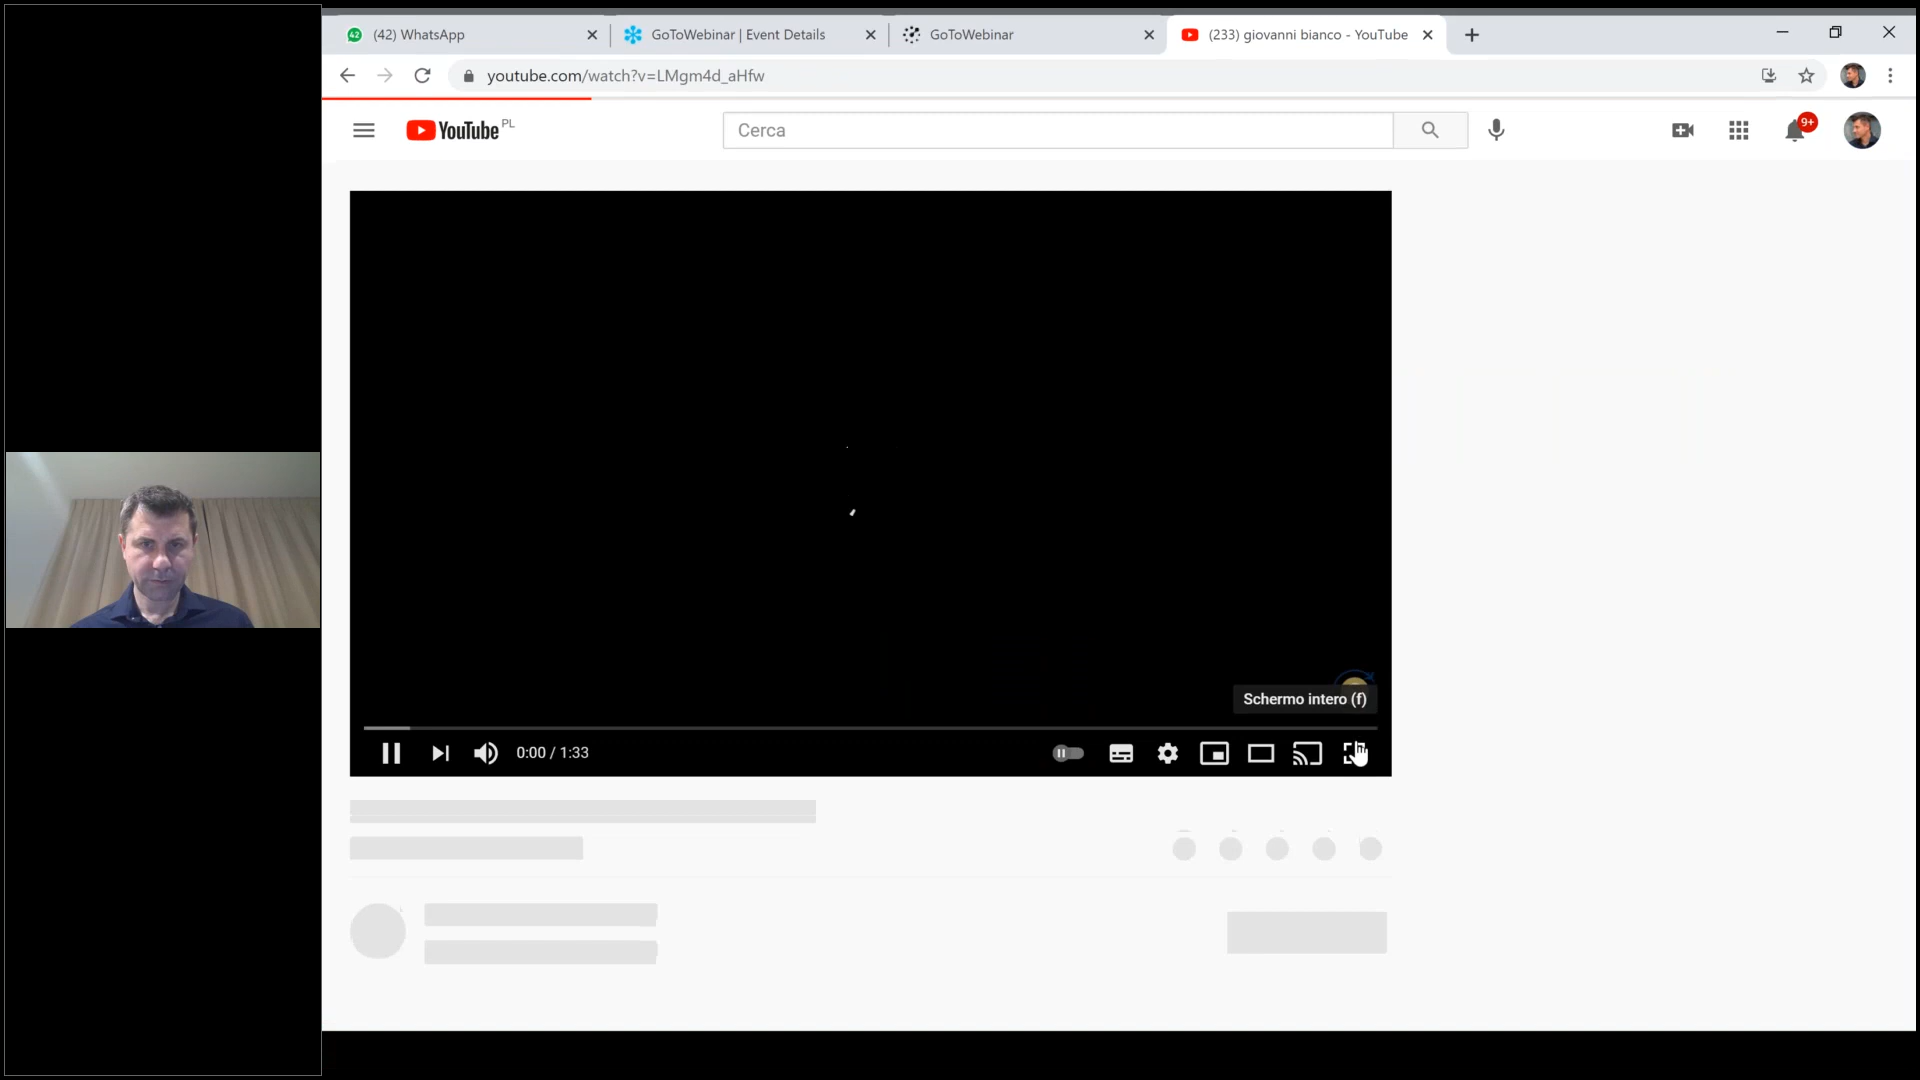 42 (42) WhatsApp
GoToWebinar | Event Details
GoToWebinar
(233) giovanni bianco - YouTube
youtube.com/watch?v=LMgm4d_aHfw
YouTube PL
Cerca
9+
Schermo intero (f)
0:00 / 1:33